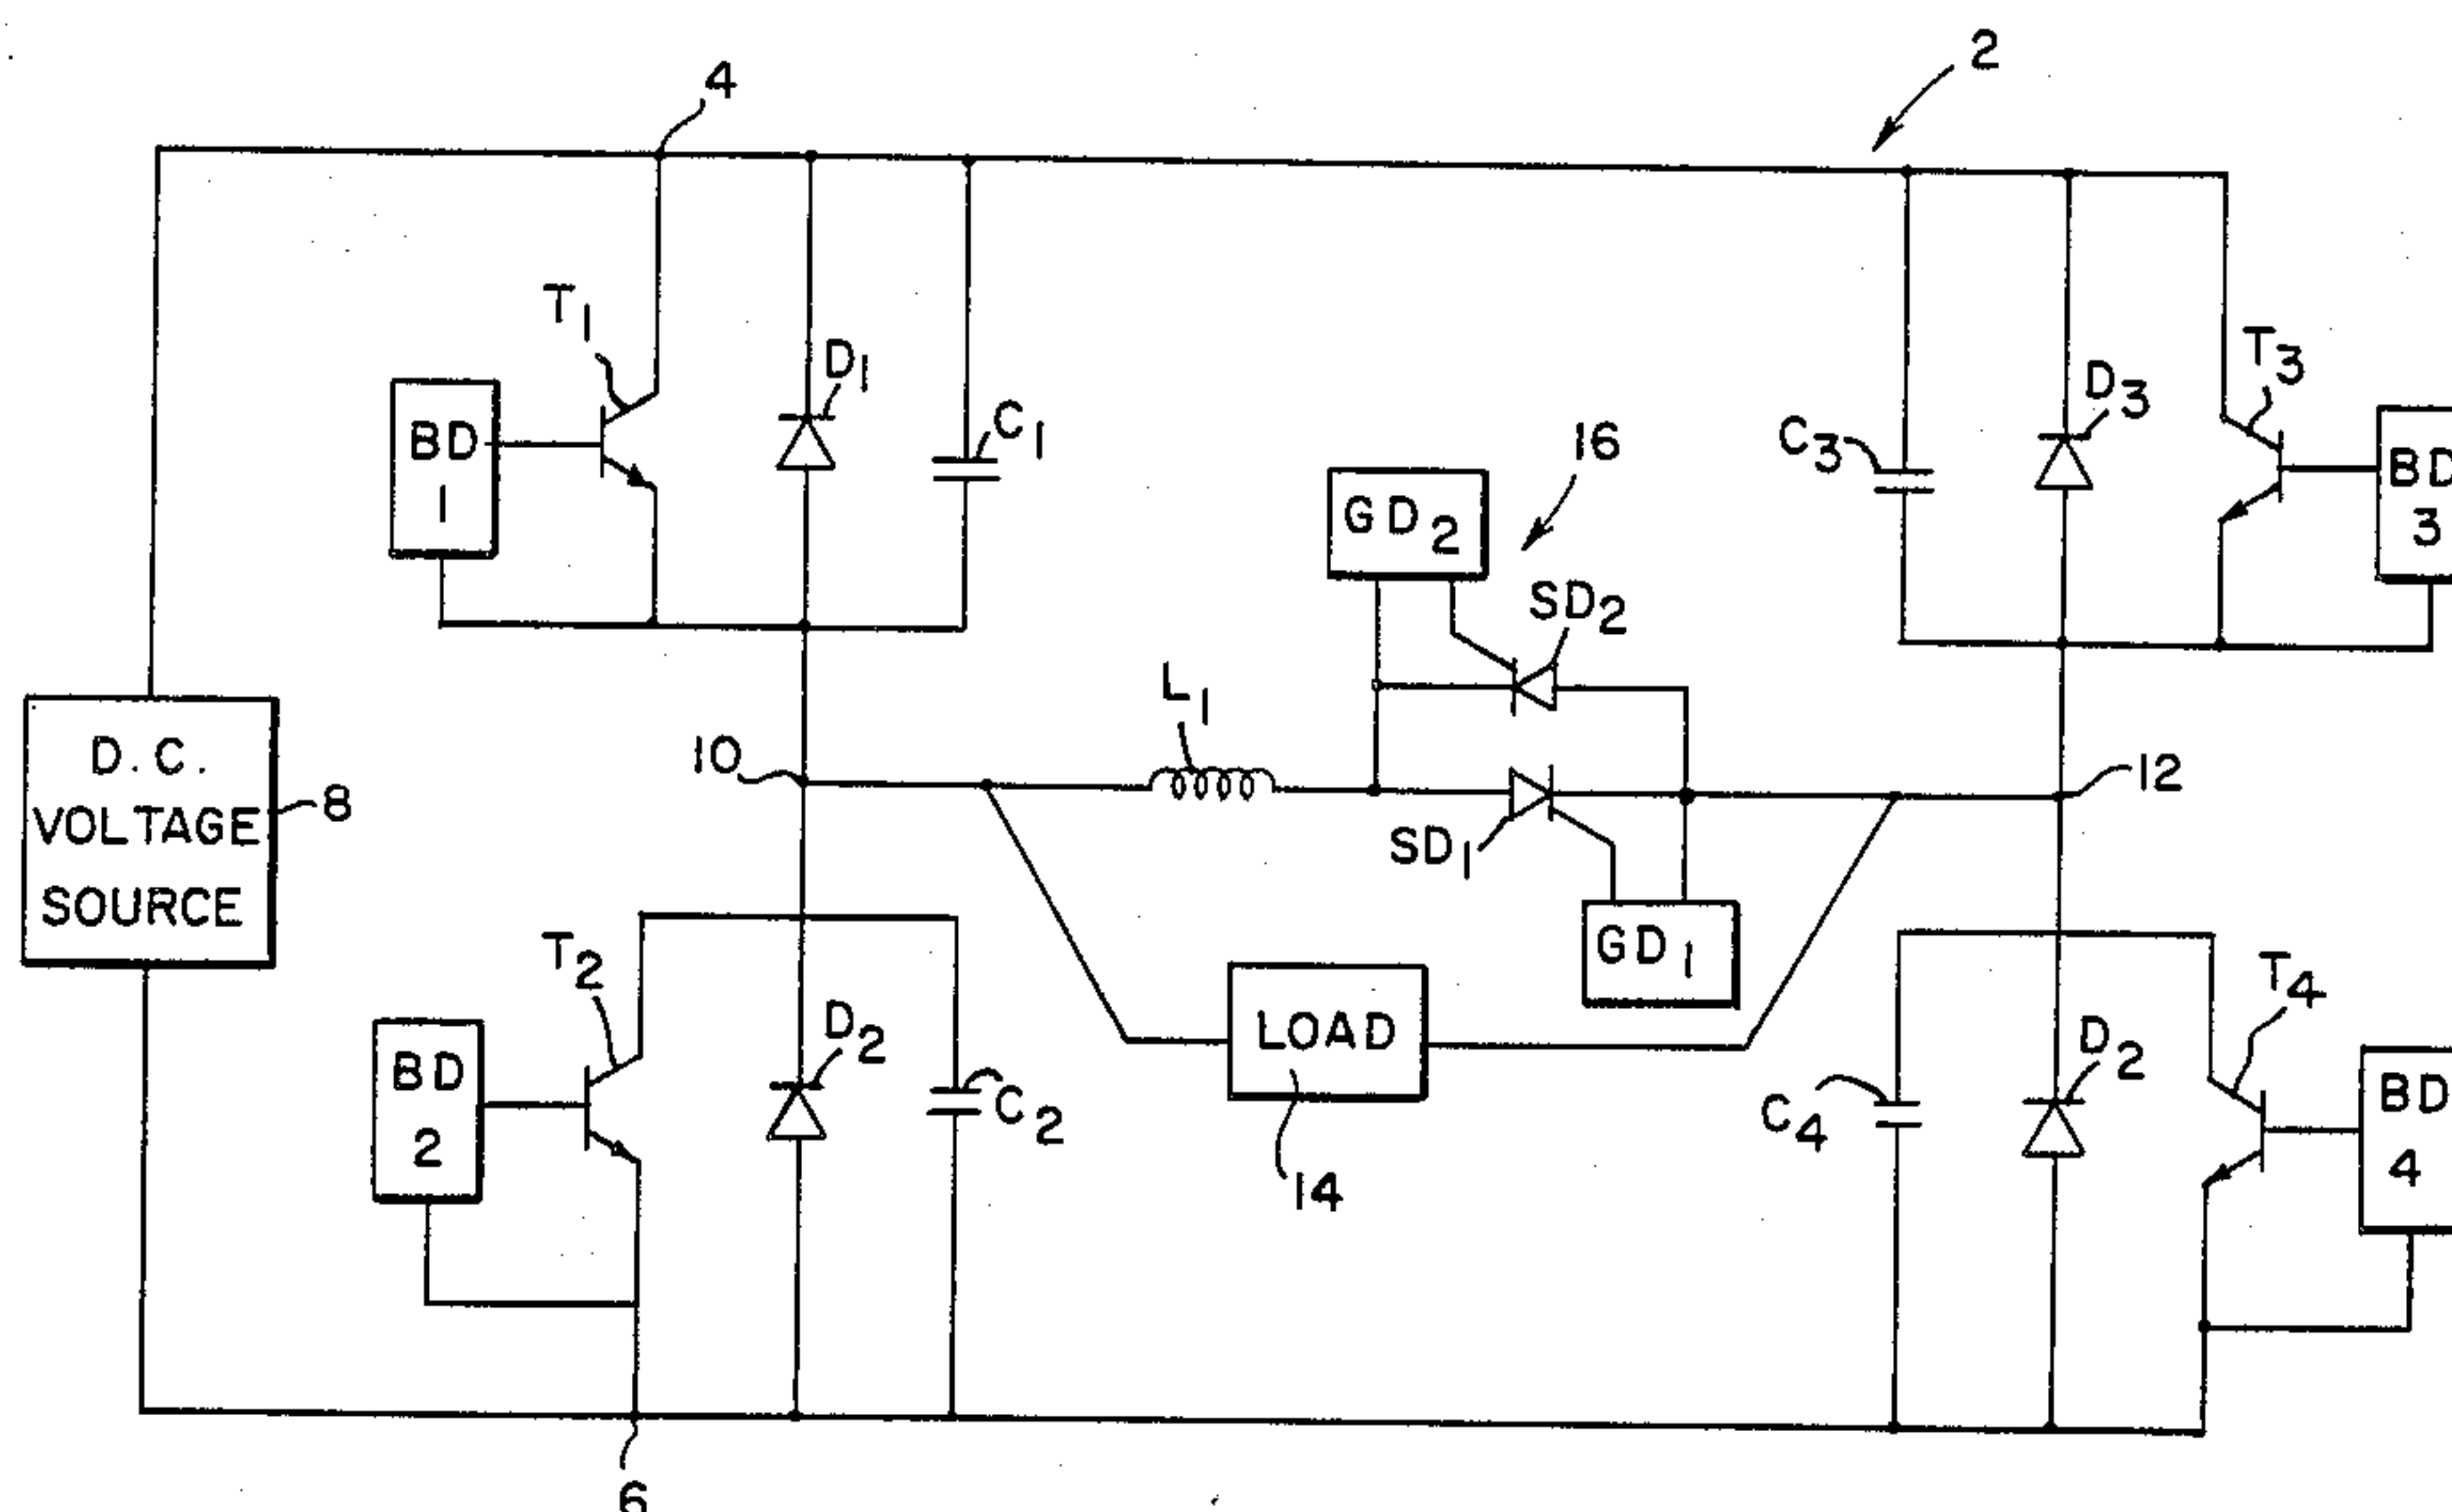 2
4
T1
D1
C1
BD
1
C3
D3
T3
BD
3
16
GD2
SD2
L1
10
12
D.C.
VOLTAGE
SOURCE
8
SD1
GD1
T2
BD
2
D2
C2
LOAD
14
C4
D2
T4
BD
4
6